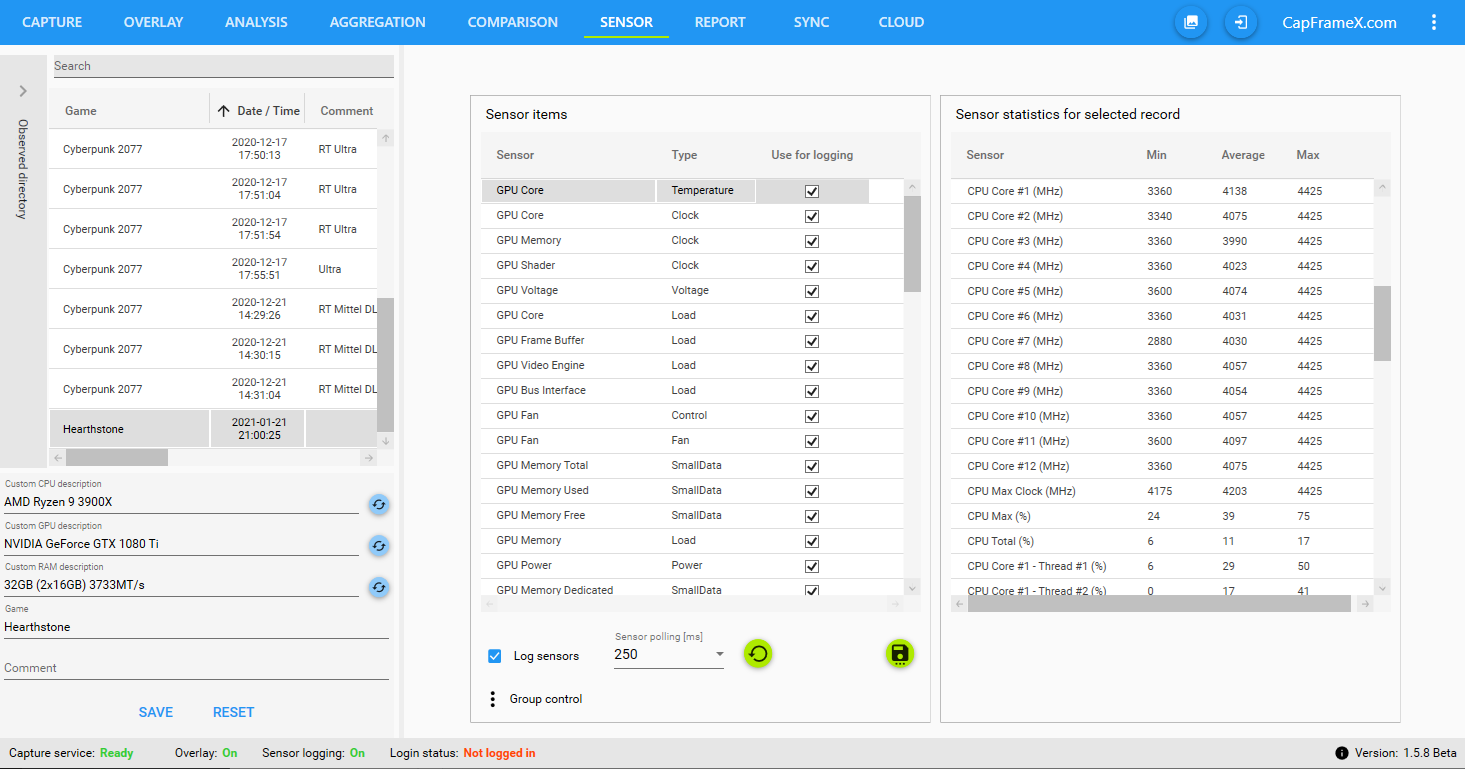 CAPTURE OVERLAY ANALYSIS AGGREGATION COMPARISON SENSOR REPORT SYNC CLOUD CapFrameX.com
Search
Observed directory
Game Date / Time Comment
Cyberpunk 2077 2020-12-17 17:50:13 RT Ultra
Cyberpunk 2077 2020-12-17 17:51:04 RT Ultra
Cyberpunk 2077 2020-12-17 17:51:54 RT Ultra
Cyberpunk 2077 2020-12-17 17:55:51 Ultra
Cyberpunk 2077 2020-12-21 14:29:26 RT Mittel DL
Cyberpunk 2077 2020-12-21 14:30:15 RT Mittel DL
Cyberpunk 2077 2020-12-21 14:31:04 RT Mittel DL
Hearthstone 2021-01-21 21:00:25
Custom CPU description
AMD Ryzen 9 3900X
Custom GPU description
NVIDIA GeForce GTX 1080 Ti
Custom RAM description
32GB (2x16GB) 3733MT/s
Game
Hearthstone
Comment
SAVE RESET
Sensor items
Sensor Type Use for logging
GPU Core Temperature
GPU Core Clock
GPU Memory Clock
GPU Shader Clock
GPU Voltage Voltage
GPU Core Load
GPU Frame Buffer Load
GPU Video Engine Load
GPU Bus Interface Load
GPU Fan Control
GPU Fan Fan
GPU Memory Total SmallData
GPU Memory Used SmallData
GPU Memory Free SmallData
GPU Memory Load
GPU Power Power
GPU Memory Dedicated SmallData
Log sensors
Sensor polling [ms]
250
Group control
Sensor statistics for selected record
Sensor Min Average Max
CPU Core #1 (MHz) 3360 4138 4425
CPU Core #2 (MHz) 3340 4075 4425
CPU Core #3 (MHz) 3360 3990 4425
CPU Core #4 (MHz) 3360 4023 4425
CPU Core #5 (MHz) 3600 4074 4425
CPU Core #6 (MHz) 3360 4031 4425
CPU Core #7 (MHz) 2880 4030 4425
CPU Core #8 (MHz) 3360 4057 4425
CPU Core #9 (MHz) 3360 4054 4425
CPU Core #10 (MHz) 3360 4057 4425
CPU Core #11 (MHz) 3600 4097 4425
CPU Core #12 (MHz) 3360 4075 4425
CPU Max Clock (MHz) 4175 4203 4425
CPU Max (%) 24 39 75
CPU Total (%) 6 11 17
CPU Core #1 - Thread #1 (%) 6 29 50
CPU Core #1 - Thread #2 (%) 0 17 41
Capture service: Ready Overlay: On Sensor logging: On Login status: Not logged in Version: 1.5.8 Beta